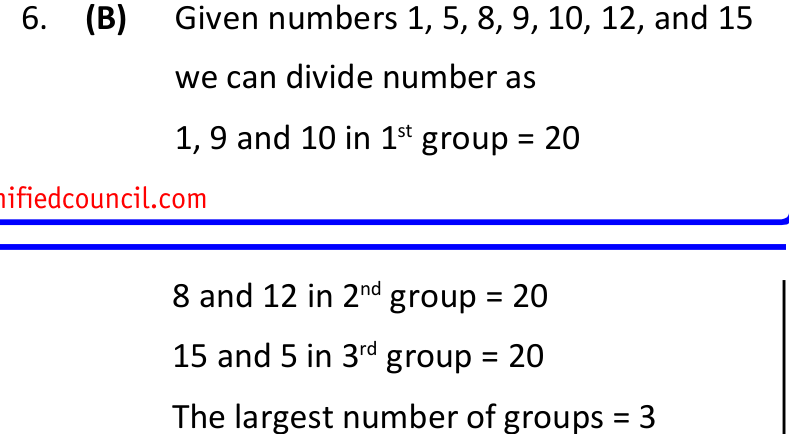 6. (B) Given numbers 1, 5, 8, 9, 10, 12, and 15
we can divide number as
1, 9 and 10 in 1st group = 20
nifiedcouncil.com
8 and 12 in 2nd group = 20
15 and 5 in 3rd group = 20
The largest number of groups = 3